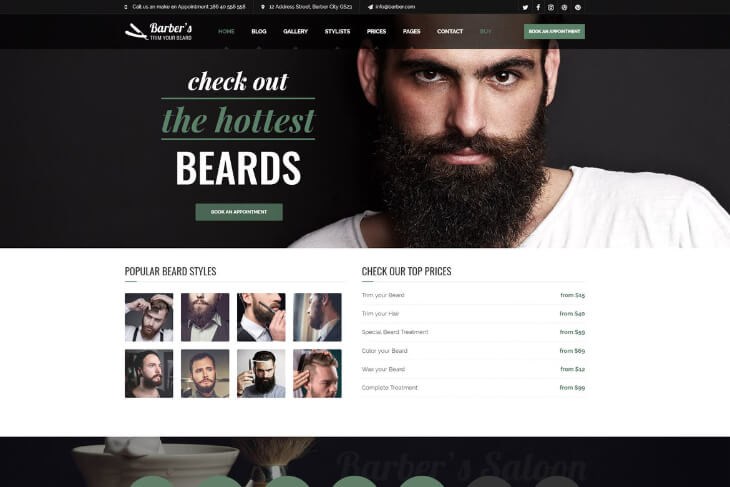 Call us an make en Appointment 386 40 556 556
12 Address Street, Barber City GS23
info@barber.com
Barber's
TRIM YOUR BEARD
HOME
BLOG
GALLERY
STYLISTS
PRICES
PAGES
CONTACT
BUY
BOOK AN APPOINTMENT
check out
the hottest
BEARDS
BOOK AN APPOINTMENT
POPULAR BEARD STYLES
CHECK OUR TOP PRICES
Trim your Beard from $15
Trim your Hair from $40
Special Beard Treatment from $59
Color your Beard from $69
Wax your Beard from $12
Complete Treatment from $99
Barber's Saloon